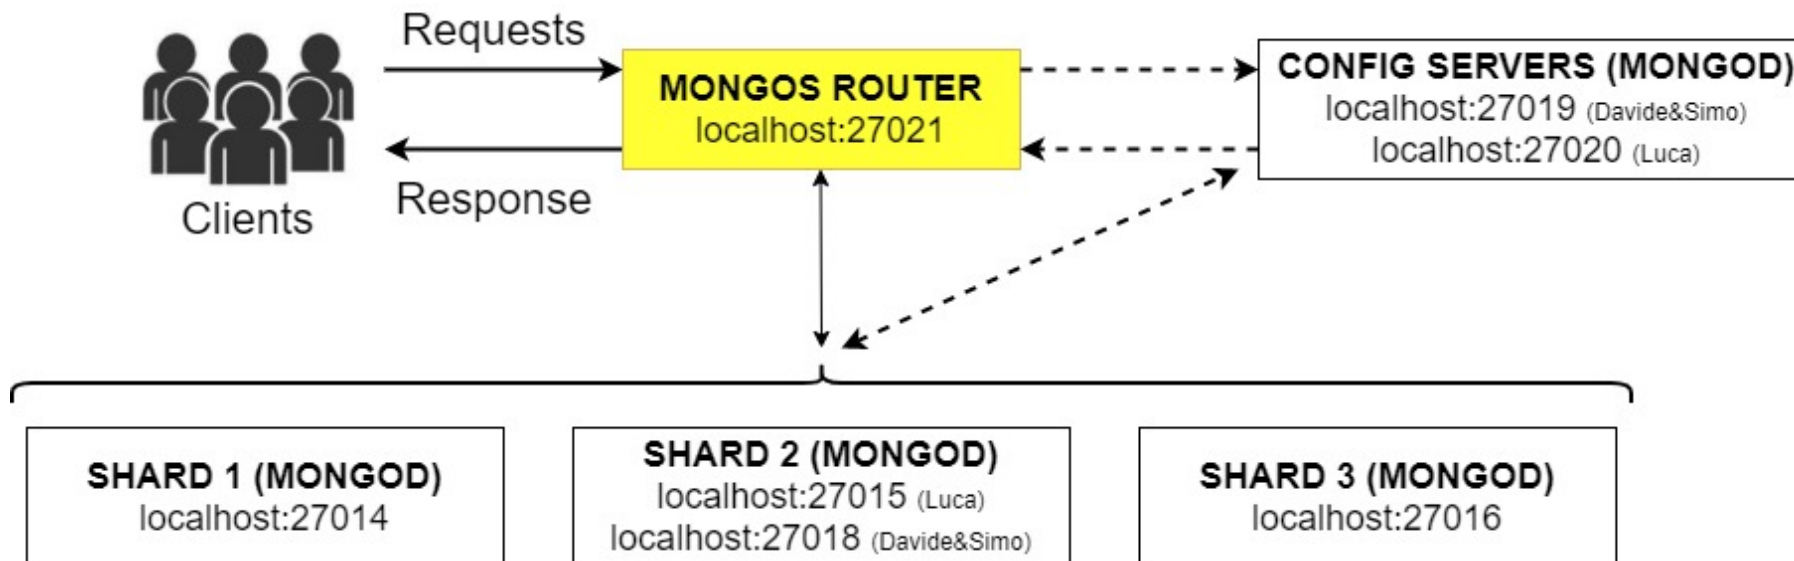 Requests
MONGOS ROUTER
localhost:27021
CONFIG SERVERS (MONGOD)
localhost:27019 (Davide&Simo)
localhost:27020 (Luca)
Response
Clients
SHARD 1 (MONGOD)
localhost:27014
SHARD 2 (MONGOD)
localhost:27015 (Luca)
localhost:27018 (Davide&Simo)
SHARD 3 (MONGOD)
localhost:27016